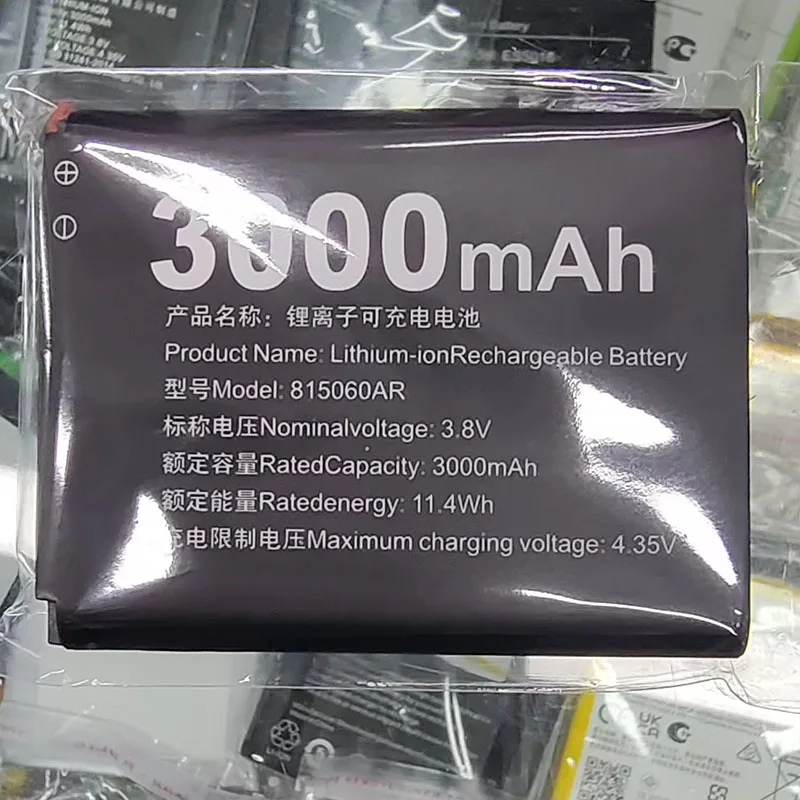 3000mAh
产品名称：锂离子可充电电池
Product Name: Lithium-ionRechargeable Battery
型号Model: 815060AR
标称电压Nominalvoltage: 3.8V
额定容量RatedCapacity: 3000mAh
额定能量Ratedenergy: 11.4Wh
充电限制电压Maximum charging voltage: 4.35V